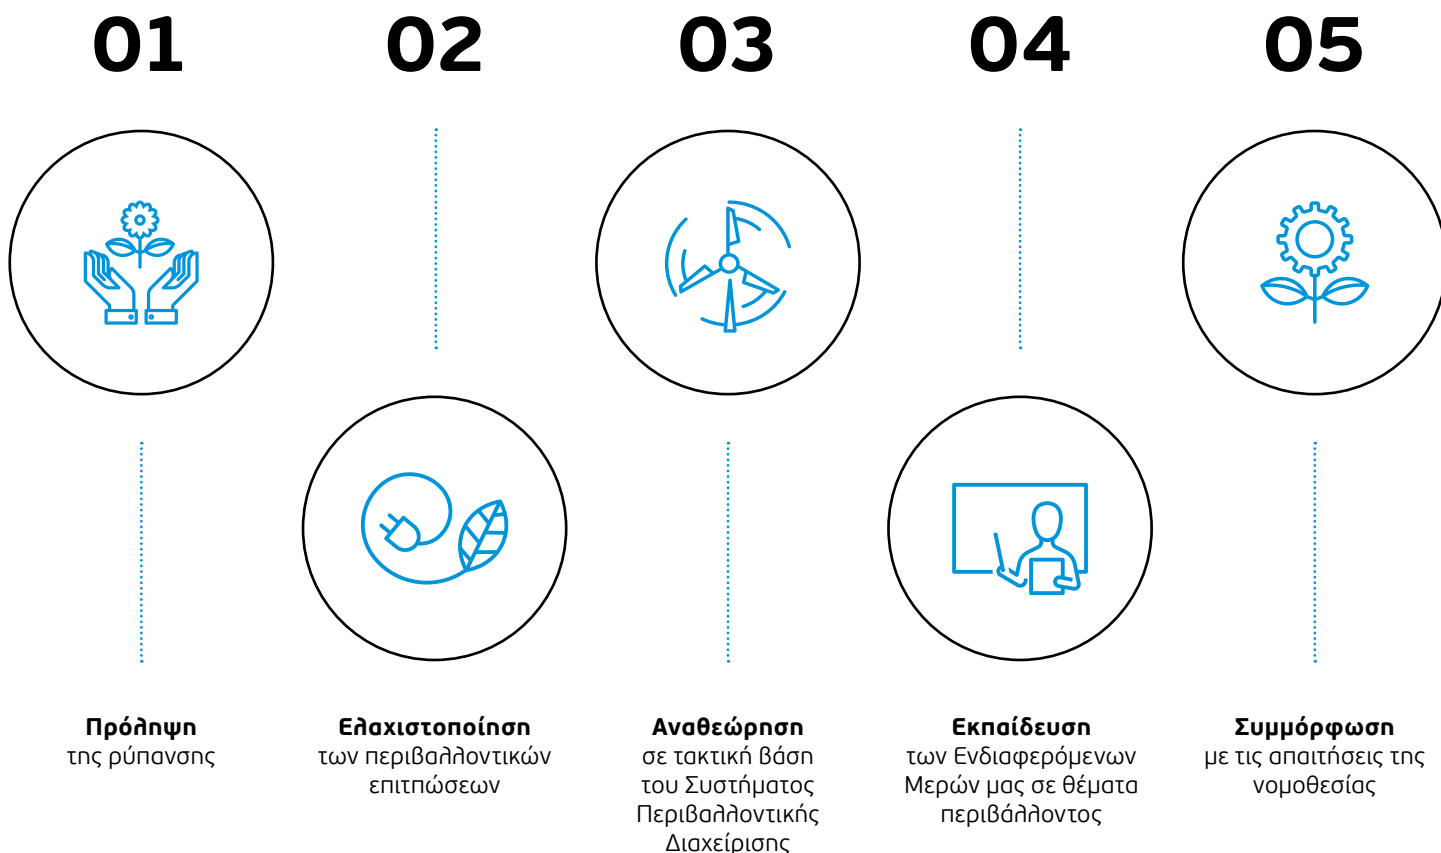 01
02
03
04
05
Πρόληψη
της ρύπανσης
Ελαχιστοποίηση
των περιβαλλοντικών
επιτπώσεων
Αναθεώρηση
σε τακτική βάση
του Συστήματος
Περιβαλλοντικής
Διαχείρισης
Εκπαίδευση
των Ενδιαφερόμενων
Μερών μας σε θέματα
περιβάλλοντος
Συμμόρφωση
με τις απαιτήσεις της
νομοθεσίας